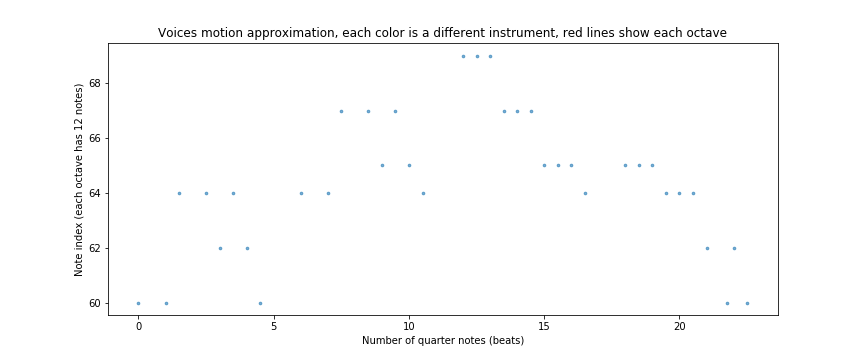 Voices motion approximation, each color is a different instrument, red lines show each octave
Note index (each octave has 12 notes)
68
66
64
62
60
0 5 10 15 20
Number of quarter notes (beats)